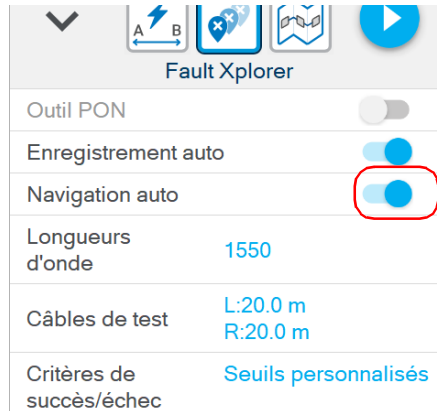 A B
Fault Xplorer
Outil PON
Enregistrement auto
Navigation auto
Longueurs
d'onde
1550
Câbles de test
L:20.0 m
R:20.0 m
Critères de
succès/échec
Seuils personnalisés